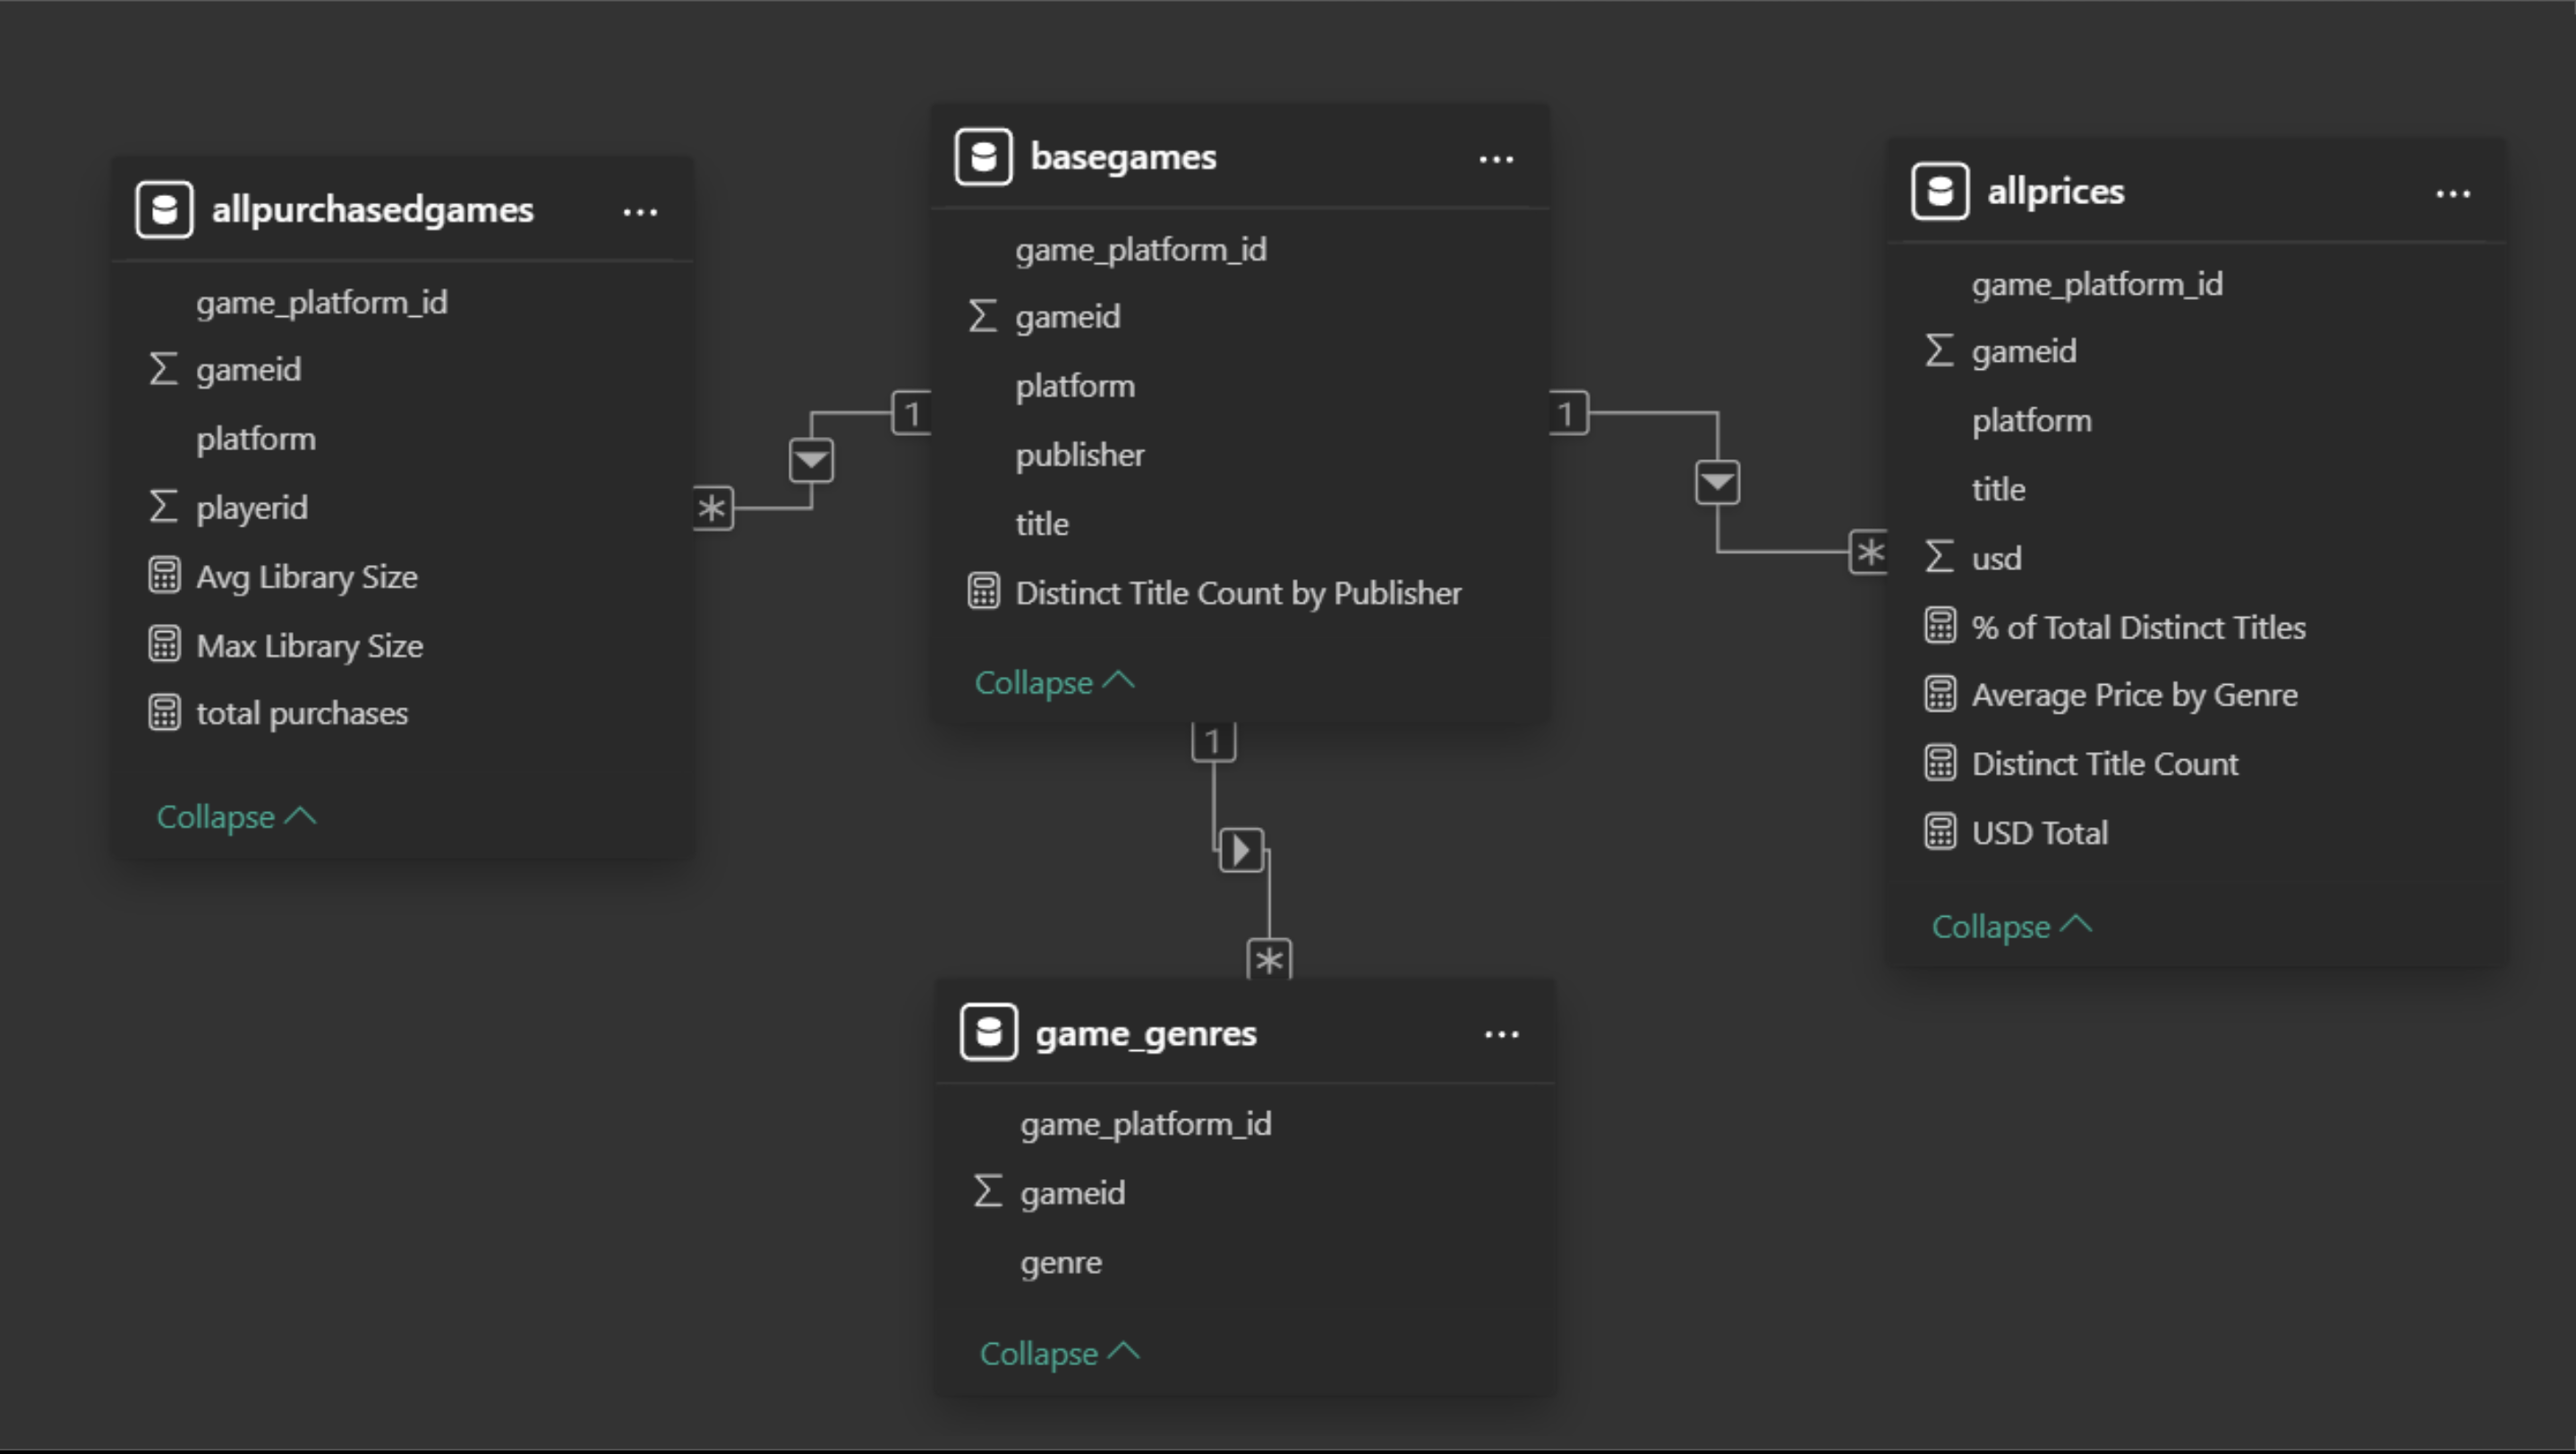 allpurchasedgames ...
game_platform_id
Σ gameid
platform
Σ playerid
Avg Library Size
Max Library Size
total purchases
Collapse
basegames ...
game_platform_id
Σ gameid
platform
publisher
title
Distinct Title Count by Publisher
Collapse
allprices ...
game_platform_id
Σ gameid
platform
title
Σ usd
% of Total Distinct Titles
Average Price by Genre
Distinct Title Count
USD Total
Collapse
1
*
1
*
1
*
game_genres ...
game_platform_id
Σ gameid
genre
Collapse